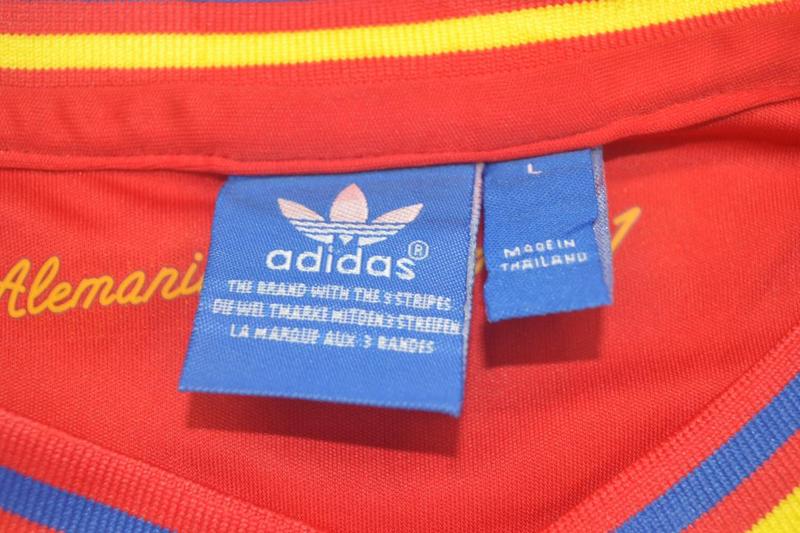 L
adidas®
MADE IN
THAILAND
THE BRAND WITH THE 3 STRIPES
DIE WELTMARKE MIT DEN 3 STREIFEN
LA MARQUE AUX 3 BANDES